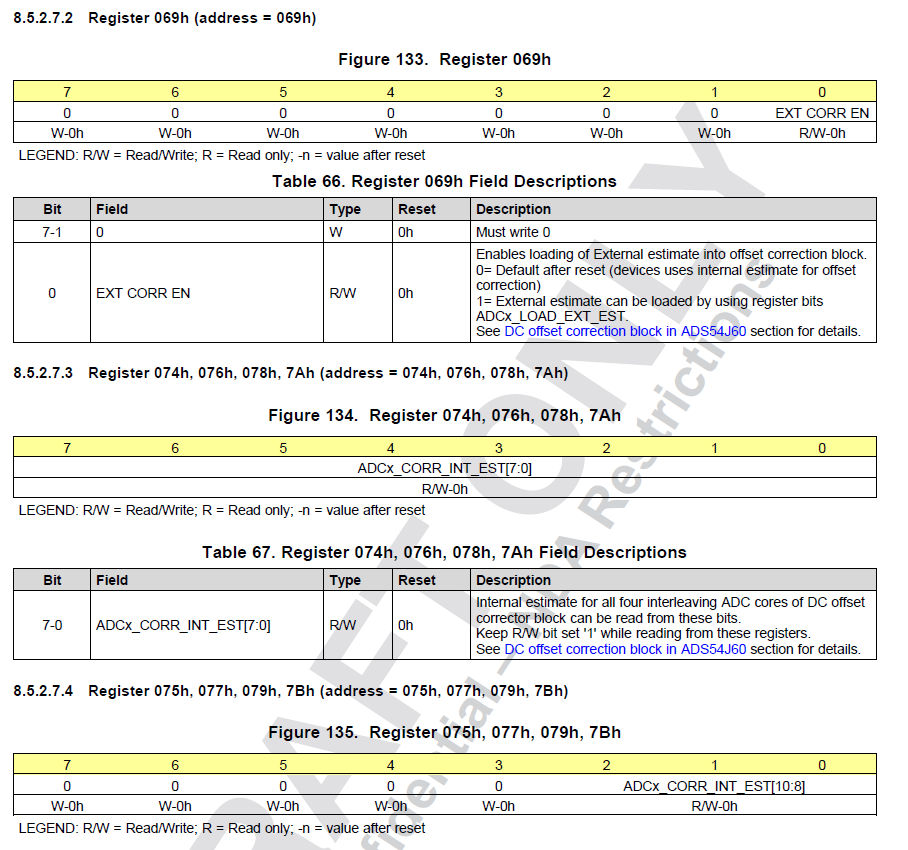 8.5.2.7.2 Register 069h (address = 069h)
Figure 133. Register 069h
7 6 5 4 3 2 1 0
0 0 0 0 0 0 0 EXT CORR EN
W-0h W-0h W-0h W-0h W-0h W-0h W-0h R/W-0h
LEGEND: R/W = Read/Write; R = Read only; -n = value after reset
Table 66. Register 069h Field Descriptions
Bit Field Type Reset Description
7-1 0 W 0h Must write 0
0 EXT CORR EN R/W 0h Enables loading of External estimate into offset correction block.
0= Default after reset (devices uses internal estimate for offset
correction)
1= External estimate can be loaded by using register bits
ADCx_LOAD_EXT_EST.
See DC offset correction block in ADS54J60 section for details.
8.5.2.7.3 Register 074h, 076h, 078h, 7Ah (address = 074h, 076h, 078h, 7Ah)
Figure 134. Register 074h, 076h, 078h, 7Ah
7 6 5 4 3 2 1 0
ADCx_CORR_INT_EST[7:0]
R/W-0h
LEGEND: R/W = Read/Write; R = Read only; -n = value after reset
Table 67. Register 074h, 076h, 078h, 7Ah Field Descriptions
Bit Field Type Reset Description
7-0 ADCx_CORR_INT_EST[7:0] R/W 0h Internal estimate for all four interleaving ADC cores of DC offset
corrector block can be read from these bits.
Keep R/W bit set '1' while reading from these registers.
See DC offset correction block in ADS54J60 section for details.
8.5.2.7.4 Register 075h, 077h, 079h, 7Bh (address = 075h, 077h, 079h, 7Bh)
Figure 135. Register 075h, 077h, 079h, 7Bh
7 6 5 4 3 2 1 0
0 0 0 0 0 ADCx_CORR_INT_EST[10:8]
W-0h W-0h W-0h W-0h W-0h R/W-0h
LEGEND: R/W = Read/Write; R = Read only; -n = value after reset
RAFT ONLY
fidential – NDA Restrictions